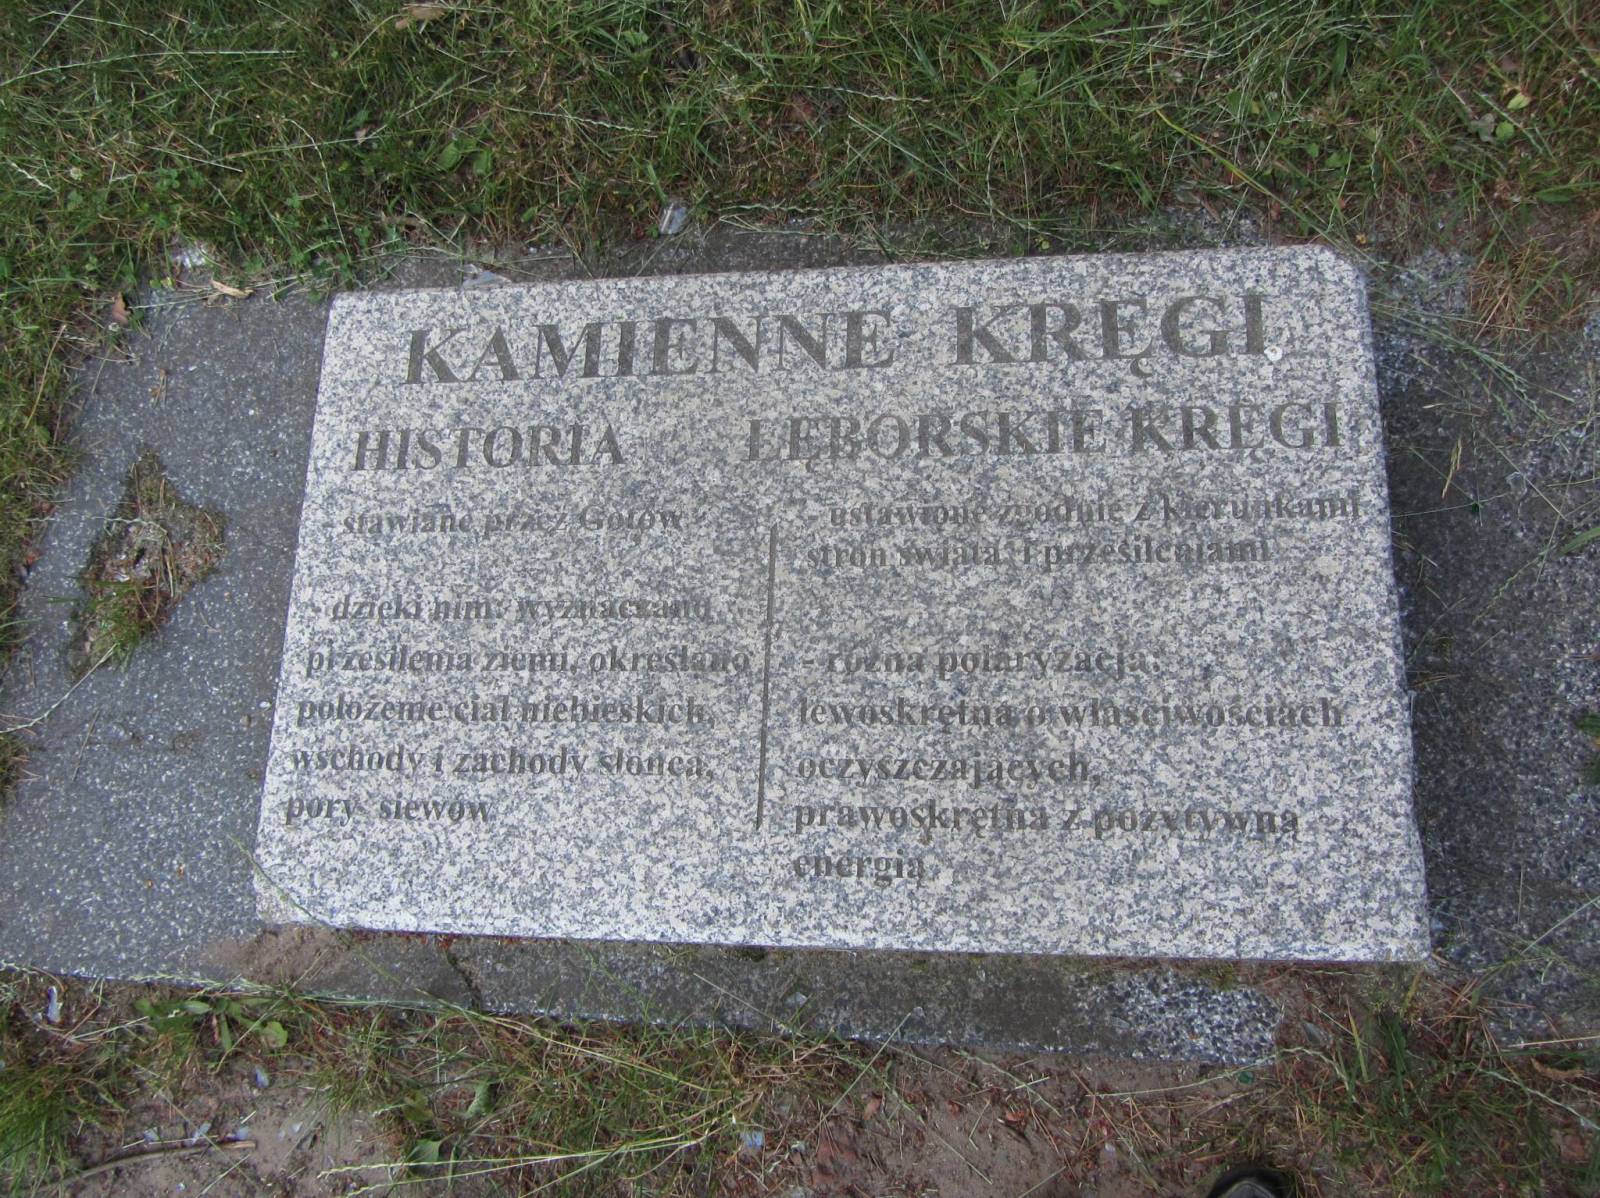 KAMIENNE KRĘGI
HISTORIA
- stawiane przez Gotów
- dzięki nim: wyznaczano
przesilenia ziemi, określano
położenie ciał niebieskich,
wschody i zachody słońca,
pory siewów
LĘBORSKIE KRĘGI
- ustawione zgodnie z kierunkami
stron świata i przesileniami
- różna polaryzacja:
lewoskrętna o właściwościach
oczyszczających,
prawoskrętna z pozytywną
energią